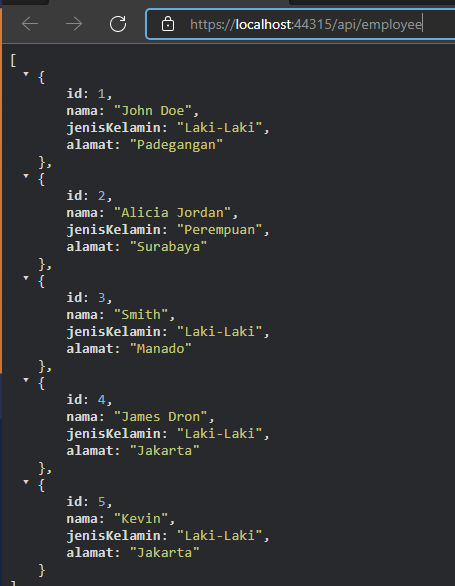 https://localhost:44315/api/employee
[
{
id: 1,
nama: "John Doe",
jenisKelamin: "Laki-Laki",
alamat: "Padegangan"
},
{
id: 2,
nama: "Alicia Jordan",
jenisKelamin: "Perempuan",
alamat: "Surabaya"
},
{
id: 3,
nama: "Smith",
jenisKelamin: "Laki-Laki",
alamat: "Manado"
},
{
id: 4,
nama: "James Dron",
jenisKelamin: "Laki-Laki",
alamat: "Jakarta"
},
{
id: 5,
nama: "Kevin",
jenisKelamin: "Laki-Laki",
alamat: "Jakarta"
}
]